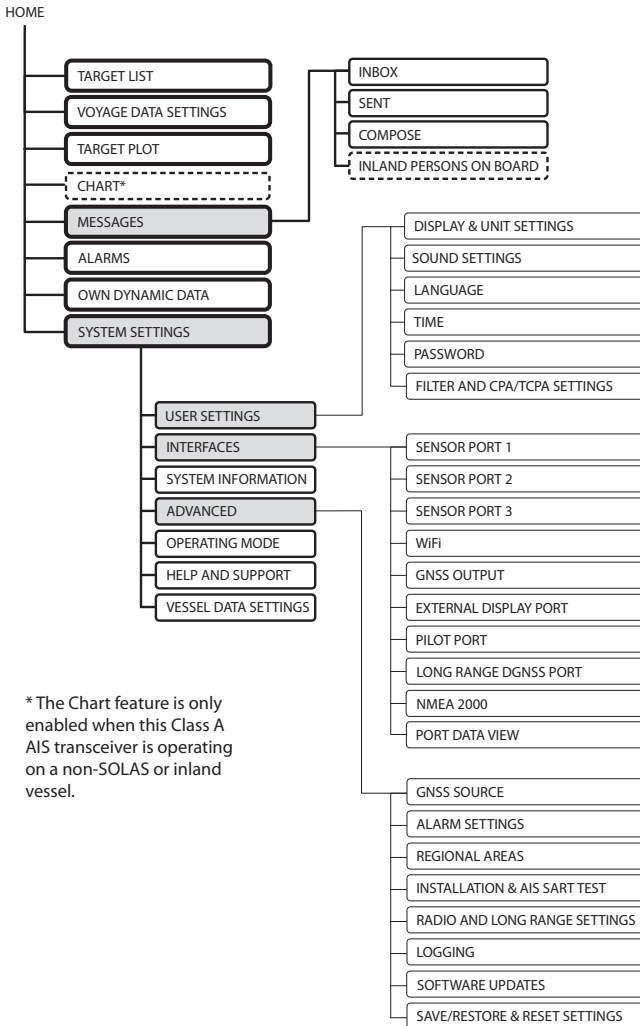 HOME
TARGET LIST
VOYAGE DATA SETTINGS
TARGET PLOT
CHART*
MESSAGES
ALARMS
OWN DYNAMIC DATA
SYSTEM SETTINGS
INBOX
SENT
COMPOSE
INLAND PERSONS ON BOARD
USER SETTINGS
INTERFACES
SYSTEM INFORMATION
ADVANCED
OPERATING MODE
HELP AND SUPPORT
VESSEL DATA SETTINGS
DISPLAY & UNIT SETTINGS
SOUND SETTINGS
LANGUAGE
TIME
PASSWORD
FILTER AND CPA/TCPA SETTINGS
SENSOR PORT 1
SENSOR PORT 2
SENSOR PORT 3
WiFi
GNSS OUTPUT
EXTERNAL DISPLAY PORT
PILOT PORT
LONG RANGE DGNSS PORT
NMEA 2000
PORT DATA VIEW
GNSS SOURCE
ALARM SETTINGS
REGIONAL AREAS
INSTALLATION & AIS SART TEST
RADIO AND LONG RANGE SETTINGS
LOGGING
SOFTWARE UPDATES
SAVE/RESTORE & RESET SETTINGS
* The Chart feature is only
enabled when this Class A
AIS transceiver is operating
on a non-SOLAS or inland
vessel.